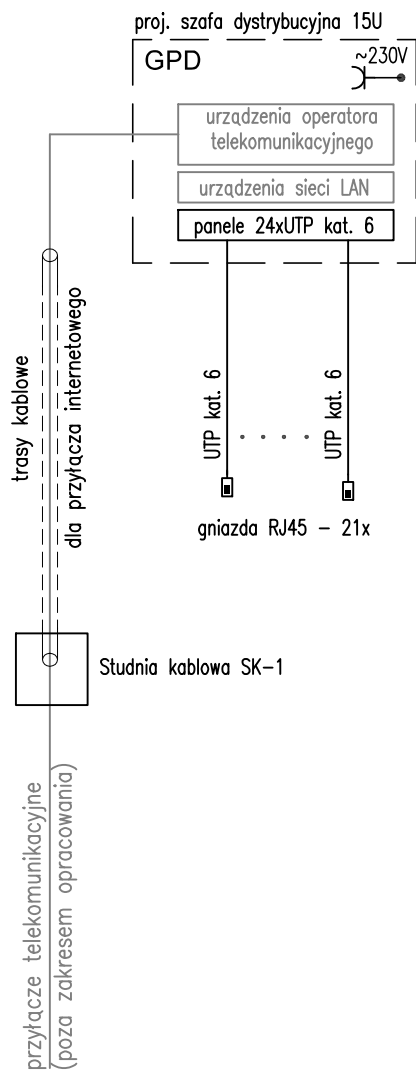 proj. szafa dystrybucyjna 15U
GPD
~230V
urządzenia operatora
telekomunikacyjnego
urządzenia sieci LAN
panele 24xUTP kat. 6
trasy kablowe
dla przyłącza internetowego
UTP kat. 6
UTP kat. 6
gniazda RJ45 – 21x
Studnia kablowa SK–1
przyłącze telekomunikacyjne
(poza zakresem opracowania)